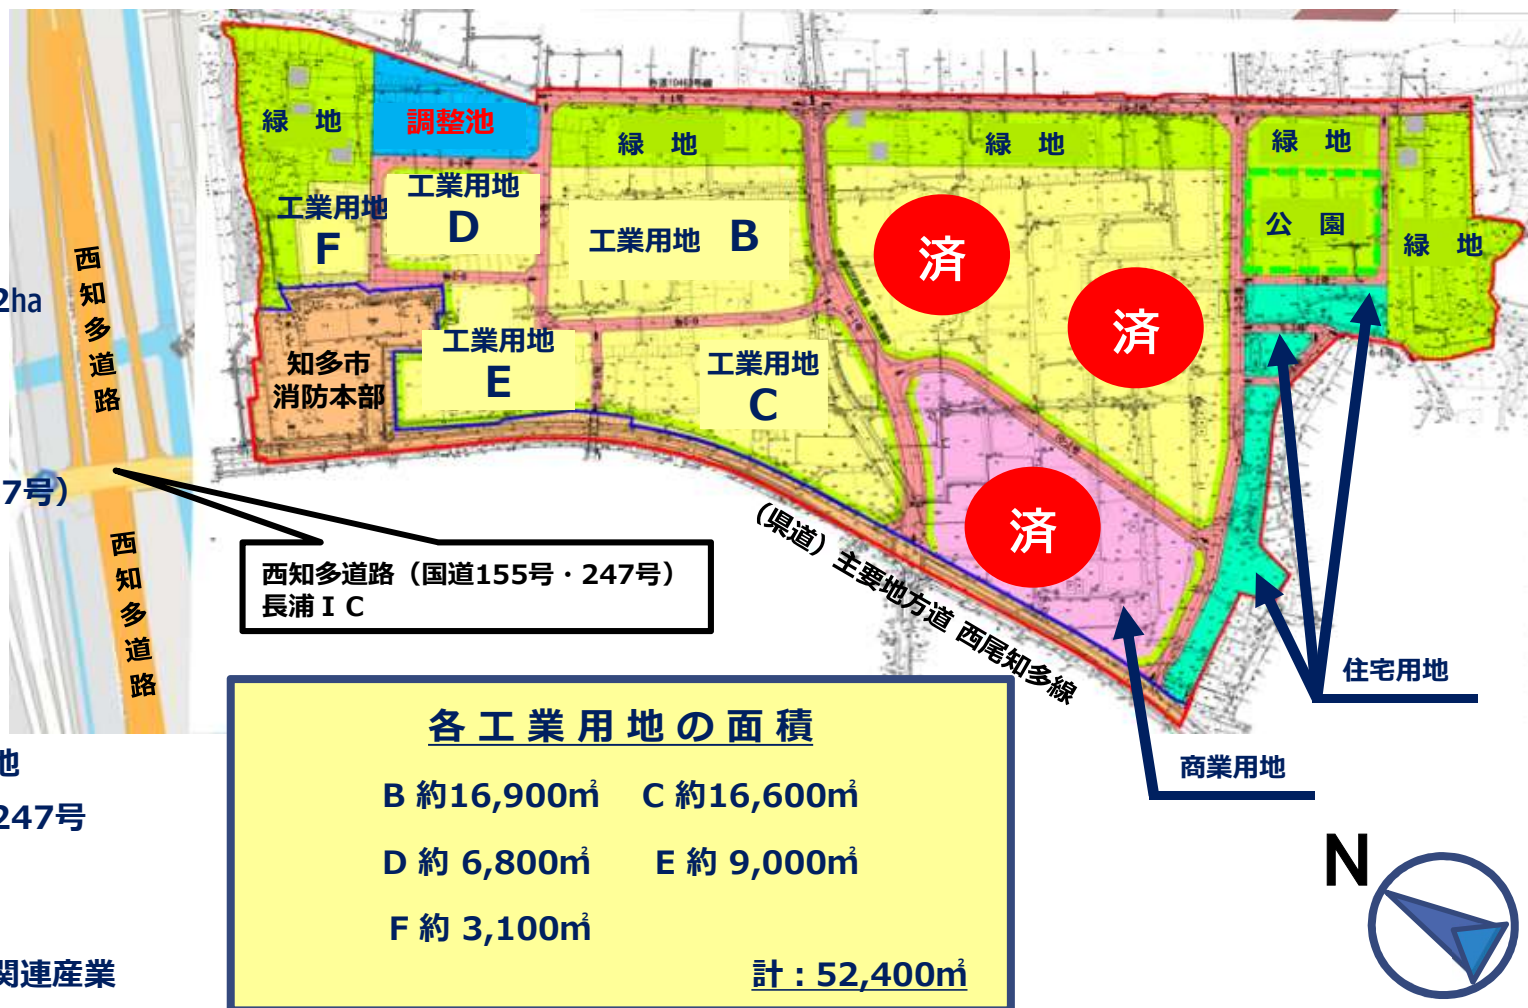 緑 地
調整池
緑 地
緑 地
緑 地
工業用地
F
工業用地
D
工業用地 B
済
済
公 園
緑 地
西知多道路
2ha
知多市
消防本部
工業用地
E
工業用地
C
7号）
済
西知多道路
西知多道路（国道155号・247号）
長浦ＩＣ
（県道）主要地方道 西尾知多線
住宅用地
商業用地
地
247号
関連産業
各工業用地の面積
B 約16,900㎡ C 約16,600㎡
D 約 6,800㎡ E 約 9,000㎡
F 約 3,100㎡
計：52,400㎡
N